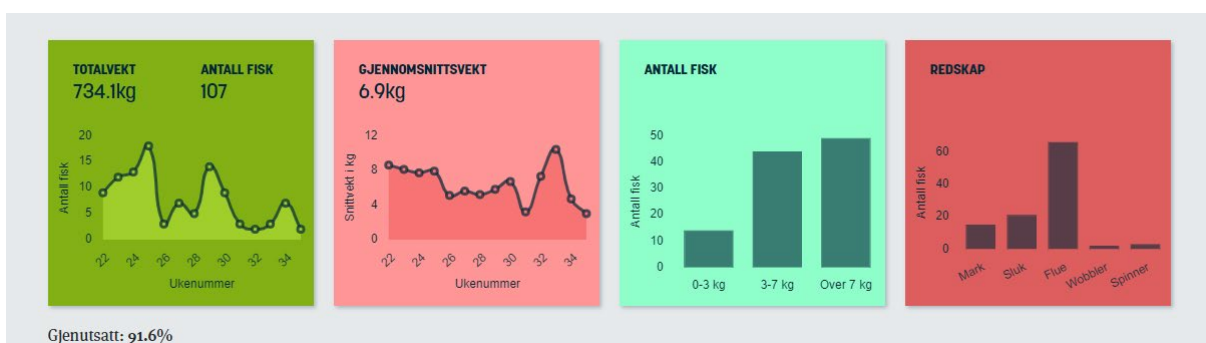 TOTALVEKT
734.1kg
ANTALL FISK
107
20
15
10
5
0
Antall fisk
22
24
26
28
30
32
34
Ukenummer
GJENNOMSNITTSVEKT
6.9kg
12
8
4
0
Snittvekt i kg
22
24
26
28
30
32
34
Ukenummer
ANTALL FISK
50
40
30
20
10
0
Antall fisk
0-3 kg
3-7 kg
Over 7 kg
REDSKAP
60
40
20
0
Antall fisk
Mark
Sluk
Flue
Wobbler
Spinner
Gjenutsatt: 91.6%